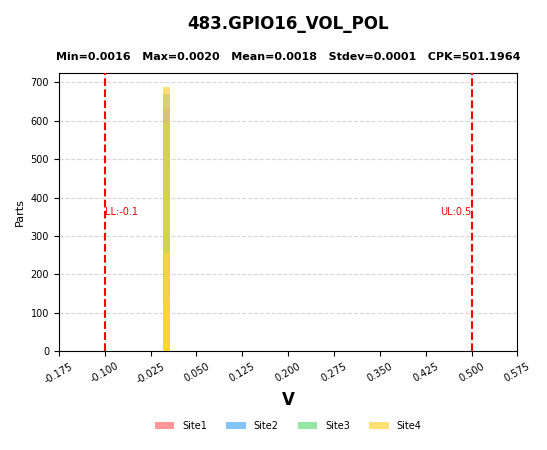 483.GPIO16_VOL_POL
Min=0.0016 Max=0.0020 Mean=0.0018 Stdev=0.0001 CPK=501.1964
700
600
500
400
300
200
100
0
Parts
LL:-0.1
UL:0.5
-0.175 -0.100 -0.025 0.050 0.125 0.200 0.275 0.350 0.425 0.500 0.575
V
Site1 Site2 Site3 Site4